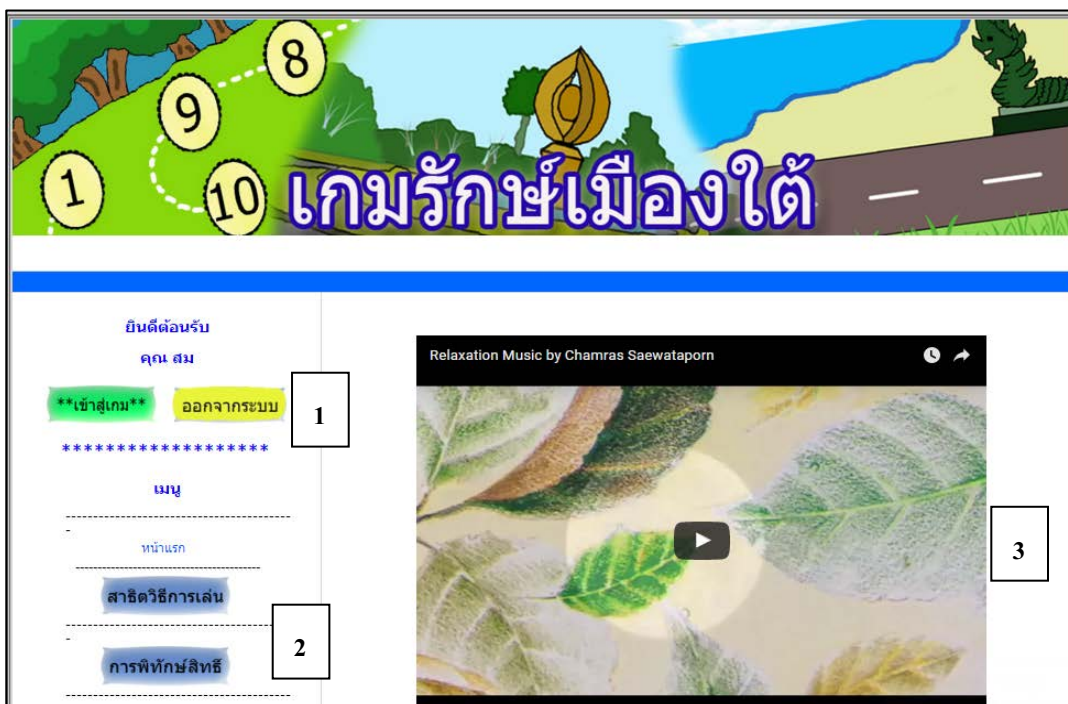 8
9
1
10
เกมรักษ์เมืองใต้
ยินดีต้อนรับ
คุณ สม
**เข้าสู่เกม** ออกจากระบบ
1
*******************
เมนู
-----------------------------------------
-
หน้าแรก
----------------------------------
สาธิตวิธีการเล่น
-----------------------------------------
-
2
การพิทักษ์สิทธิ์
-----------------------------------------
Relaxation Music by Chamras Saewataporn
3